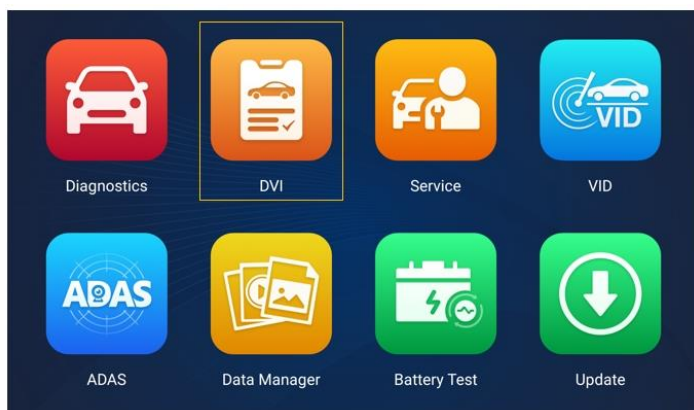 Diagnostics
DVI
Service
VID
VID
ADAS
ADAS
Data Manager
Battery Test
Update